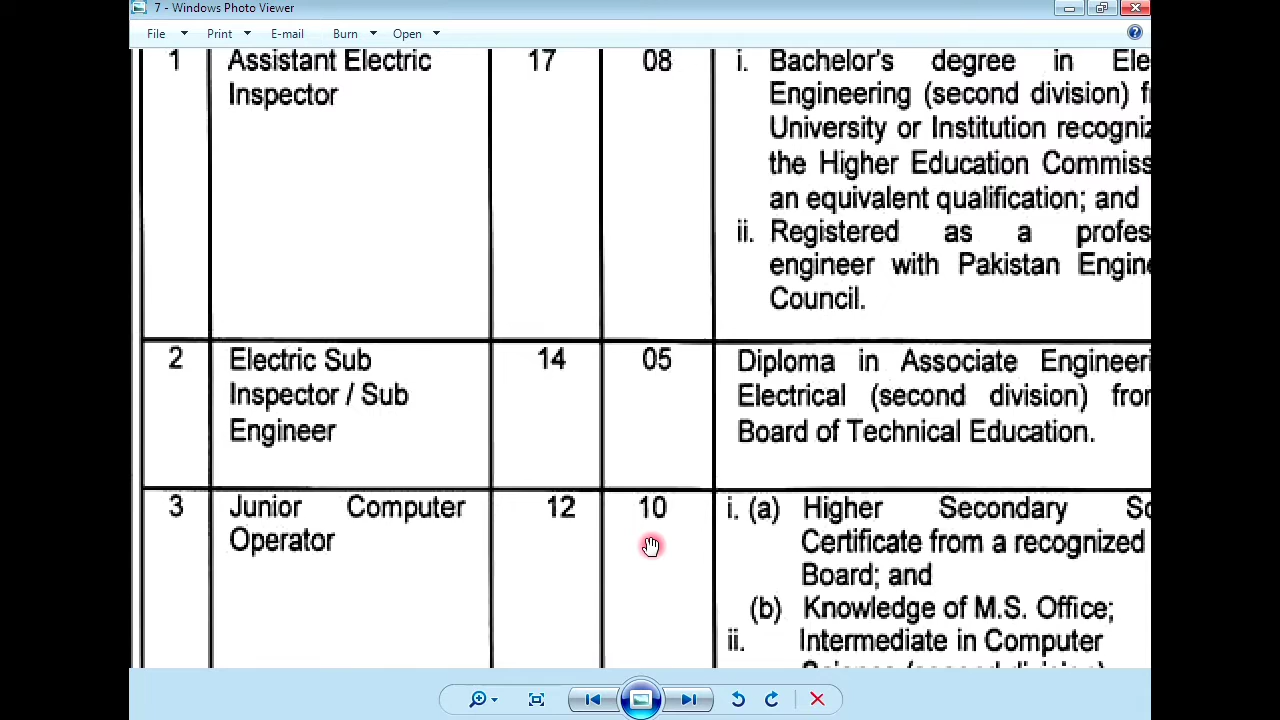 7 - Windows Photo Viewer
File Print E-mail Burn Open
1 Assistant Electric 17 08 i. Bachelor's degree in
Inspector Engineering (second division)
University or Institution
the Higher Education
an equivalent qualification; and
ii. Registered as a
engineer with Pakistan
Council.
2 Electric Sub 14 05 Diploma in Associate
Inspector / Sub Electrical (second division)
Engineer Board of Technical Education.
3 Junior Computer 12 10 i. (a) Higher Secondary
Operator Certificate from a recognized
Board; and
(b) Knowledge of M.S. Office;
ii. Intermediate in Computer
Science (second division)